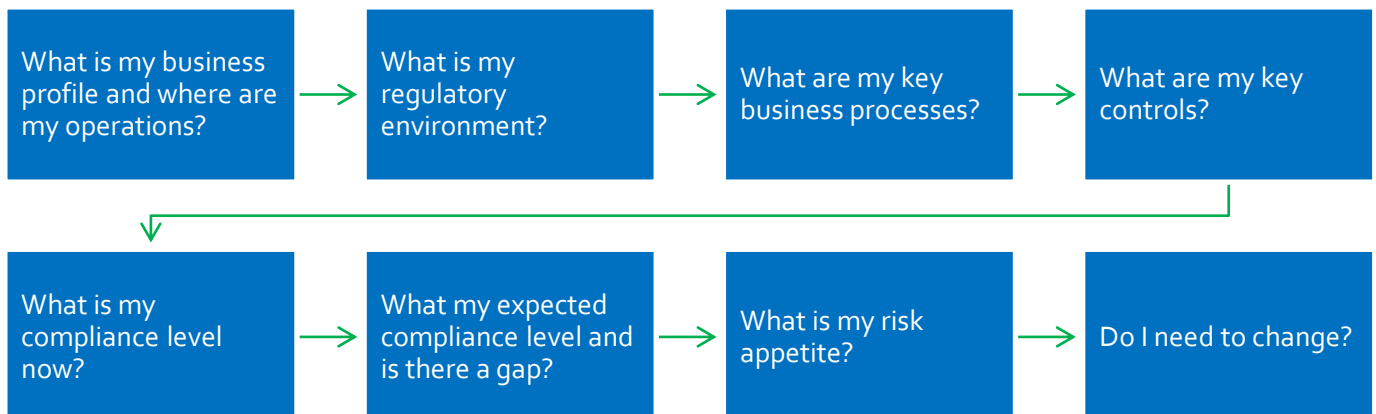 What is my business
profile and where are
my operations?
What is my
regulatory
environment?
What are my key
business processes?
What are my key
controls?
What is my
compliance level
now?
What my expected
compliance level and
is there a gap?
What is my risk
appetite?
Do I need to change?